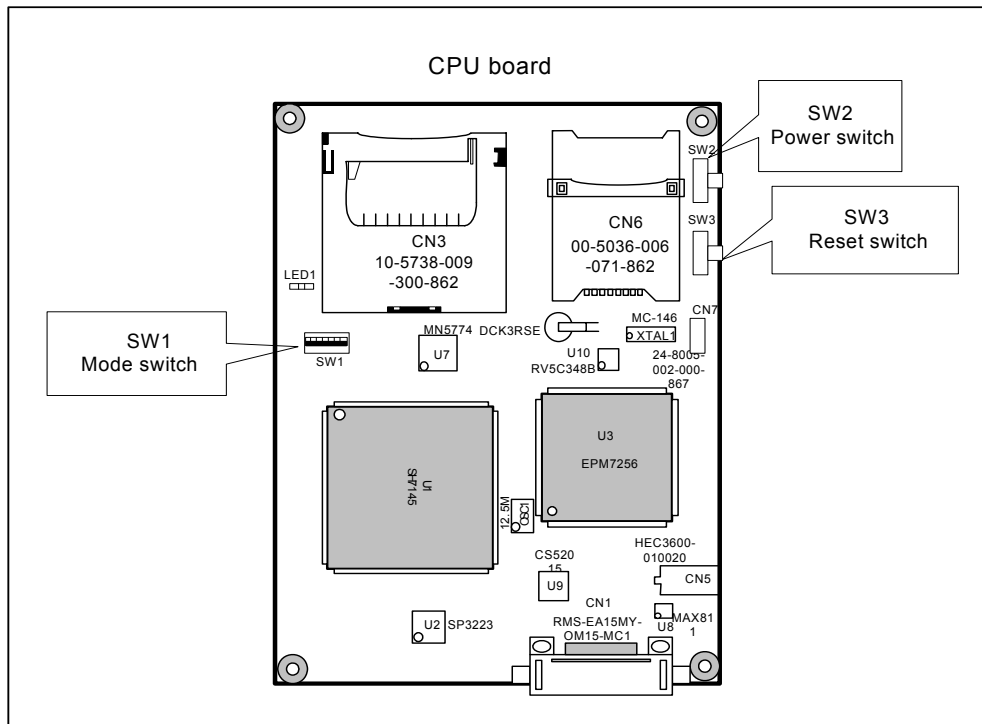 CPU board
SW2
Power switch
SW2
SW3
SW3
Reset switch
CN3
10-5738-009
-300-862
CN6
00-5036-006
-071-862
LED1
CN7
SW1
Mode switch
SW1
MN5774
U7
DCK3RSE
MC-146
XTAL1
U10
RV5C348B
24-8005-
002-000-
867
U1
SH7145
U3
EPM7256
12.5M
OSC1
CS520
15
U9
HEC3600-
010020
CN5
CN1
RMS-EA15MY-
OM15-MC1
U8
MAX81
1
U2
SP3223